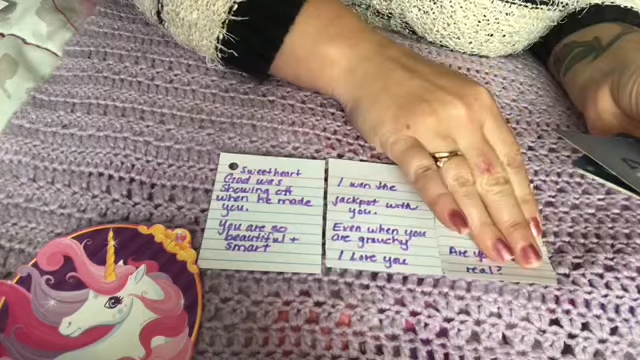 Sweetheart
God was
showing off
when he made
you.
You are so
beautiful +
smart
I won the
jackpot with
you.
Even when you
are grouchy
I Love you
Are
real?